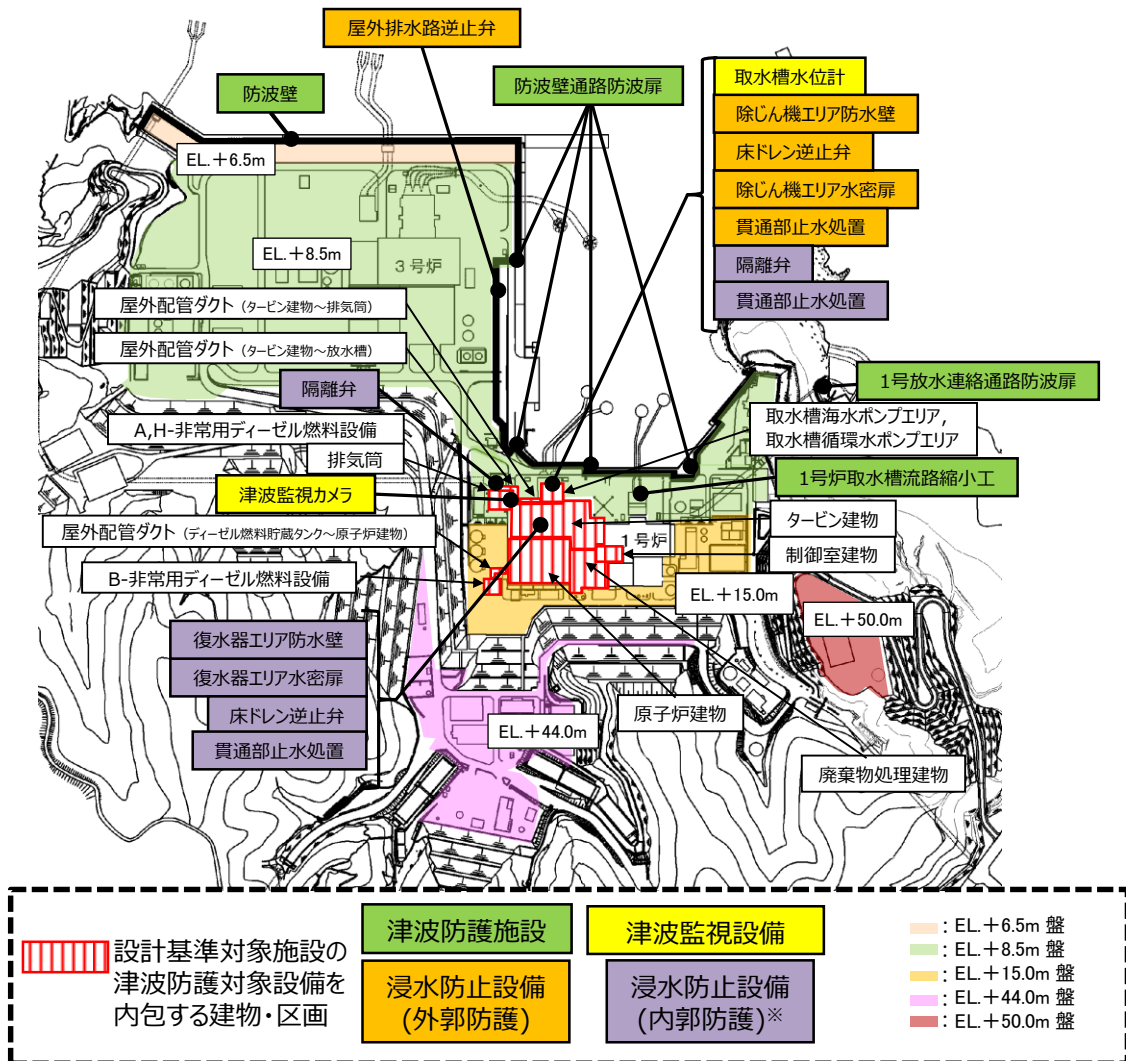 屋外排水路逆止弁
防波壁
防波壁通路防波扉
取水槽水位計
除じん機エリア防水壁
床ドレン逆止弁
除じん機エリア水密扉
貫通部止水処置
隔離弁
貫通部止水処置
EL.+6.5m
EL.+8.5m
3号炉
屋外配管ダクト(タービン建物~排気筒)
屋外配管ダクト(タービン建物~放水槽)
隔離弁
A,H-非常用ディーゼル燃料設備
排気筒
津波監視カメラ
屋外配管ダクト(ディーゼル燃料貯蔵タンク~原子炉建物)
B-非常用ディーゼル燃料設備
1号放水連絡通路防波扉
取水槽海水ポンプエリア,
取水槽循環水ポンプエリア
1号炉取水槽流路縮小工
タービン建物
1号炉
制御室建物
EL.+15.0m
EL.+50.0m
復水器エリア防水壁
復水器エリア水密扉
床ドレン逆止弁
貫通部止水処置
EL.+44.0m
原子炉建物
廃棄物処理建物
設計基準対象施設の
津波防護対象設備を
内包する建物・区画
津波防護施設
津波監視設備
浸水防止設備
(外郭防護)
浸水防止設備
(内郭防護)※
:EL.+6.5m 盤
:EL.+8.5m 盤
:EL.+15.0m 盤
:EL.+44.0m 盤
:EL.+50.0m 盤